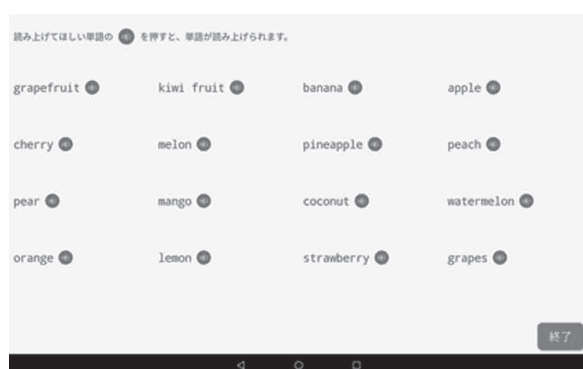 読み上げてほしい単語の を押すと、単語が読み上げられます。
grapefruit kiwi fruit banana apple
cherry melon pineapple peach
pear mango coconut watermelon
orange lemon strawberry grapes
終了